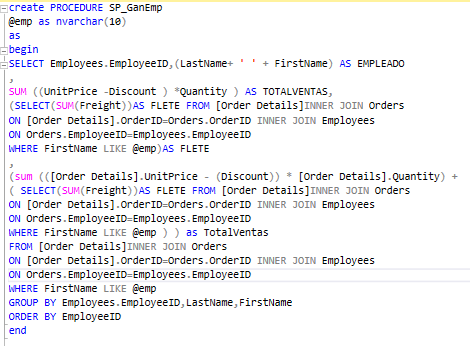 create PROCEDURE SP_GanEmp
@emp as nvarchar(10)
as
begin
SELECT Employees.EmployeeID,(LastName+ ' ' + FirstName) AS EMPLEADO
,
SUM ((UnitPrice -Discount ) *Quantity ) AS TOTALVENTAS,
(SELECT(SUM(Freight))AS FLETE FROM [Order Details]INNER JOIN Orders
ON [Order Details].OrderID=Orders.OrderID INNER JOIN Employees
ON Orders.EmployeeID=Employees.EmployeeID
WHERE FirstName LIKE @emp)AS FLETE
,
(sum (([Order Details].UnitPrice - (Discount)) * [Order Details].Quantity) +
( SELECT(SUM(Freight))AS FLETE FROM [Order Details]INNER JOIN Orders
ON [Order Details].OrderID=Orders.OrderID INNER JOIN Employees
ON Orders.EmployeeID=Employees.EmployeeID
WHERE FirstName LIKE @emp ) ) as TotalVentas
FROM [Order Details]INNER JOIN Orders
ON [Order Details].OrderID=Orders.OrderID INNER JOIN Employees
ON Orders.EmployeeID=Employees.EmployeeID
WHERE FirstName LIKE @emp
GROUP BY Employees.EmployeeID,LastName,FirstName
ORDER BY EmployeeID
end